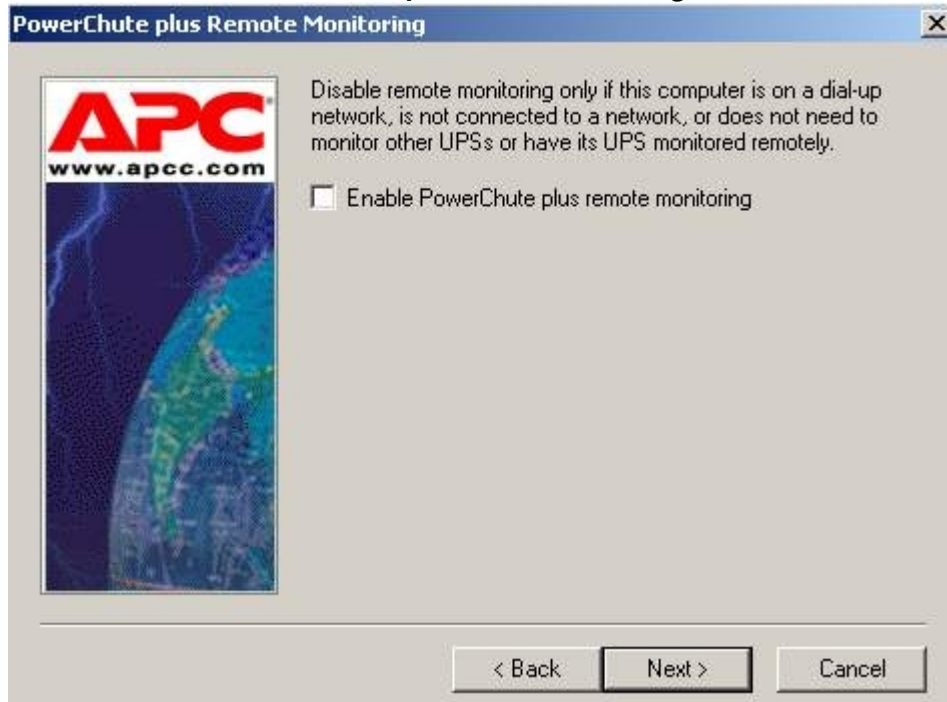 PowerChute plus Remote Monitoring
APC
www.apcc.com
Disable remote monitoring only if this computer is on a dial-up
network, is not connected to a network, or does not need to
monitor other UPSs or have its UPS monitored remotely.
Enable PowerChute plus remote monitoring
< Back
Next >
Cancel